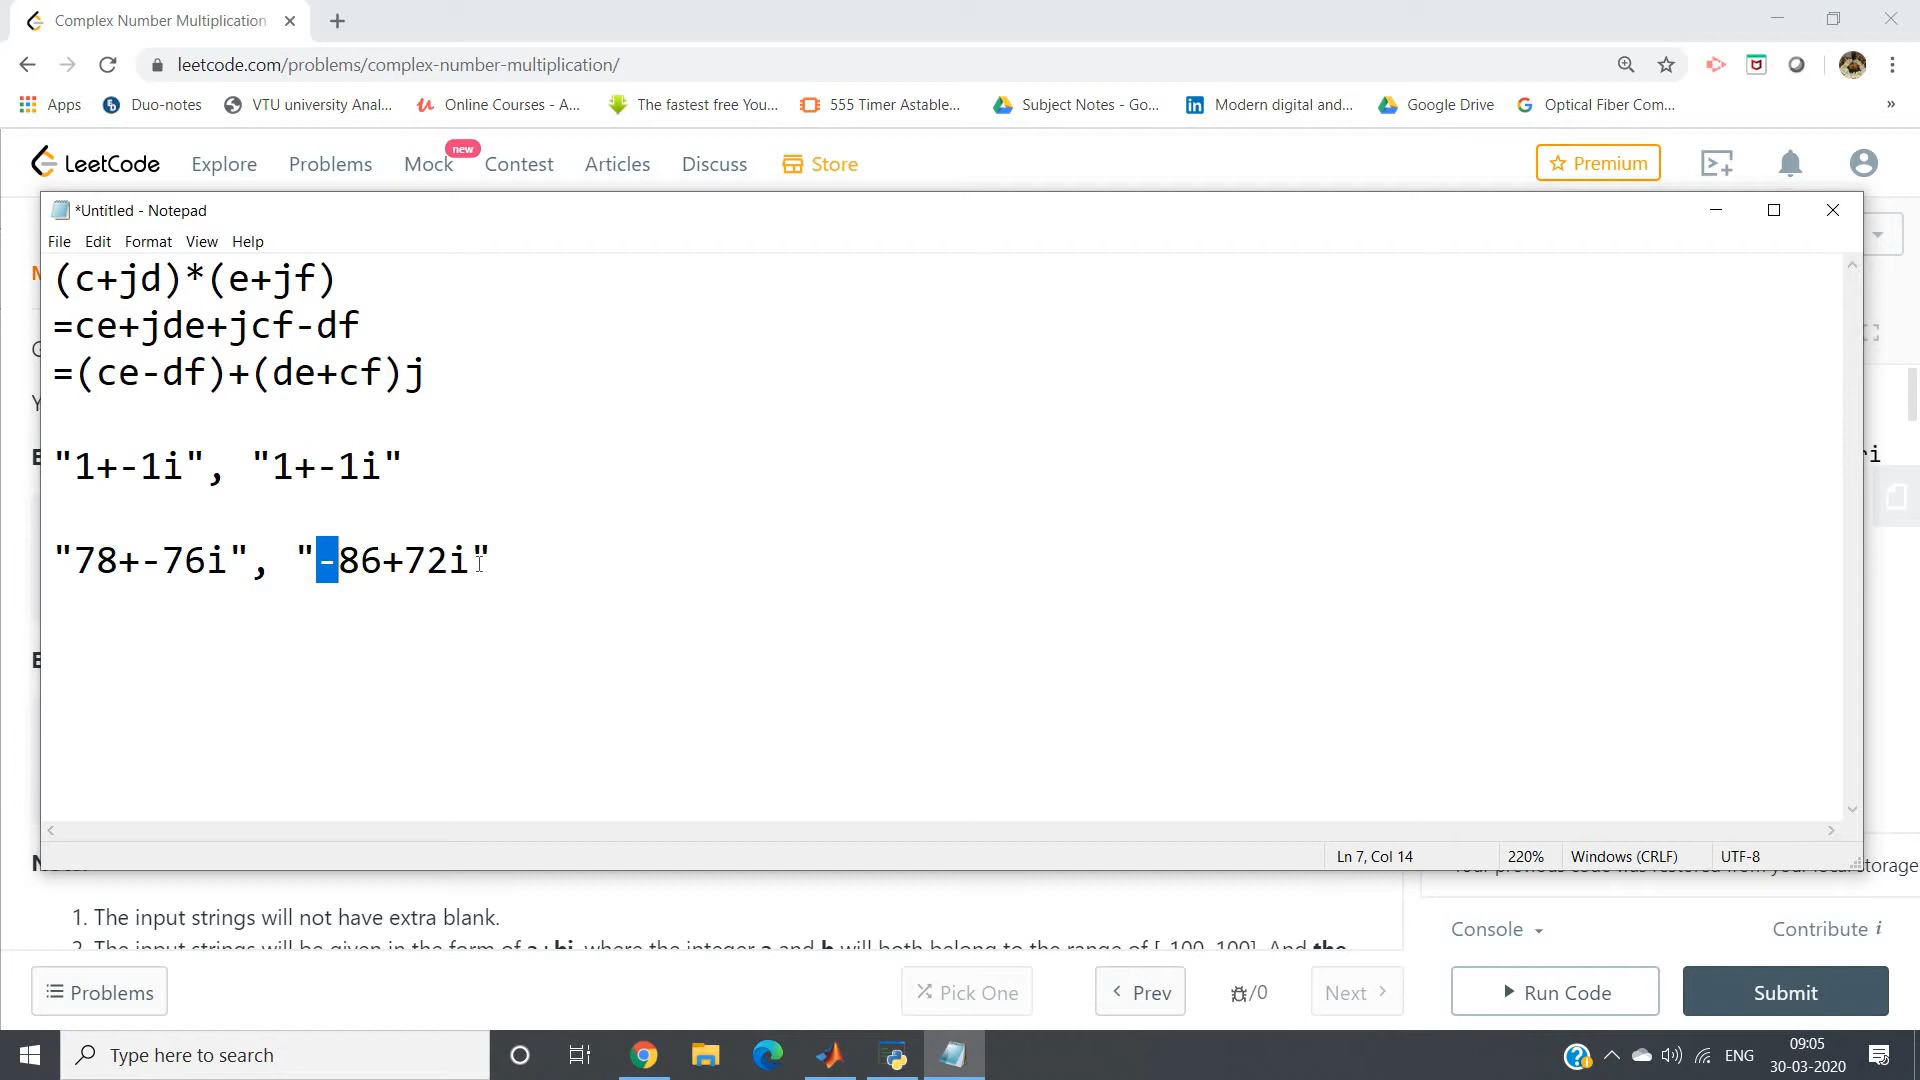 Complex Number Multiplication
leetcode.com/problems/complex-number-multiplication/
Apps Duo-notes VTU university Anal... Online Courses - A... The fastest free You... 555 Timer Astable... Subject Notes - Go... Modern digital and... Google Drive Optical Fiber Com... »
LeetCode Explore Problems Mock new Contest Articles Discuss Store Premium
*Untitled - Notepad
File Edit Format View Help
(c+jd)*(e+jf)
=ce+jde+jcf-df
=(ce-df)+(de+cf)j
"1+-1i", "1+-1i"
"78+-76i", "-86+72i"
Ln 7, Col 14 220% Windows (CRLF) UTF-8
1. The input strings will not have extra blank.
Console Contribute i
Problems Pick One Prev /0 Next Run Code Submit
Type here to search ENG 09:05
30-03-2020